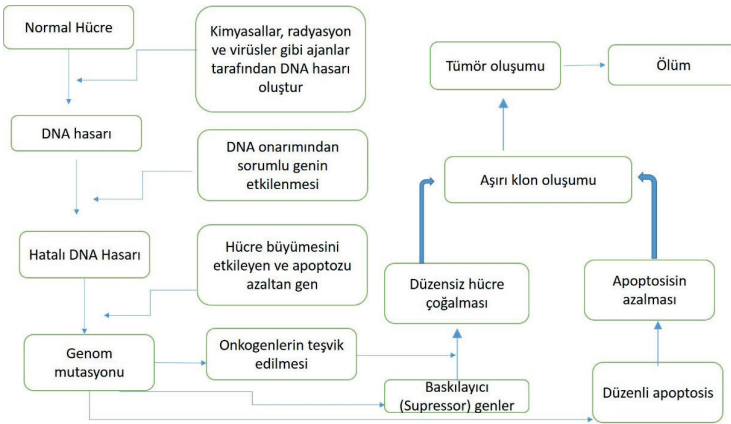 Normal Hücre
Kimyasallar, radyasyon
ve virüsler gibi ajanlar
tarafından DNA hasarı
oluştur
DNA hasarı
DNA onarımından
sorumlu genin
etkilenmesi
Hatalı DNA Hasarı
Hücre büyümesini
etkileyen ve apoptozu
azaltan gen
Genom
mutasyonu
Onkogenlerin teşvik
edilmesi
Baskılayıcı
(Supressor) genler
Düzenli apoptosis
Düzensiz hücre
çoğalması
Apoptosisin
azalması
Aşırı klon oluşumu
Tümör oluşumu
Ölüm